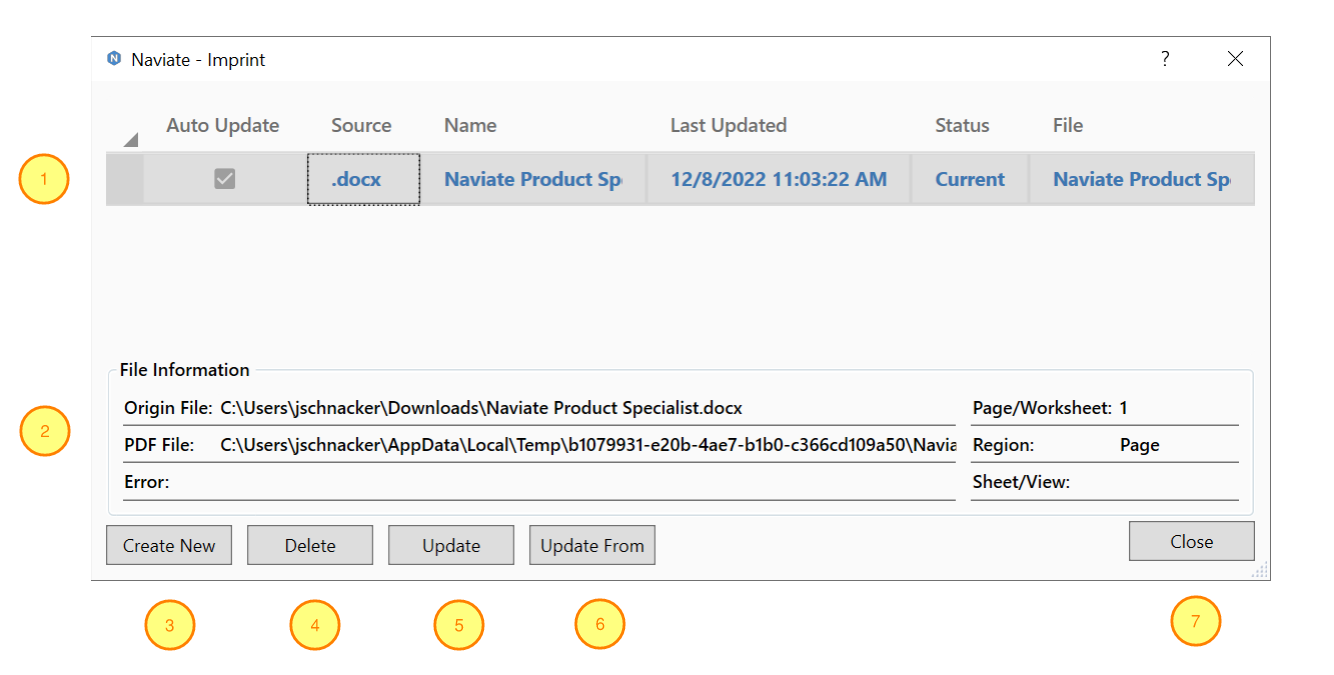 Naviate - Imprint ?
Auto Update Source Name Last Updated Status File
1 .docx Naviate Product Sp 12/8/2022 11:03:22 AM Current Naviate Product Sp
File Information
Origin File: C:\Users\jschnacker\Downloads\Naviate Product Specialist.docx Page/Worksheet: 1
2 PDF File: C:\Users\jschnacker\AppData\Local\Temp\b1079931-e20b-4ae7-b1b0-c366cd109a50\Navia Region: Page
Error: Sheet/View:
Create New Delete Update Update From Close
3 4 5 6 7